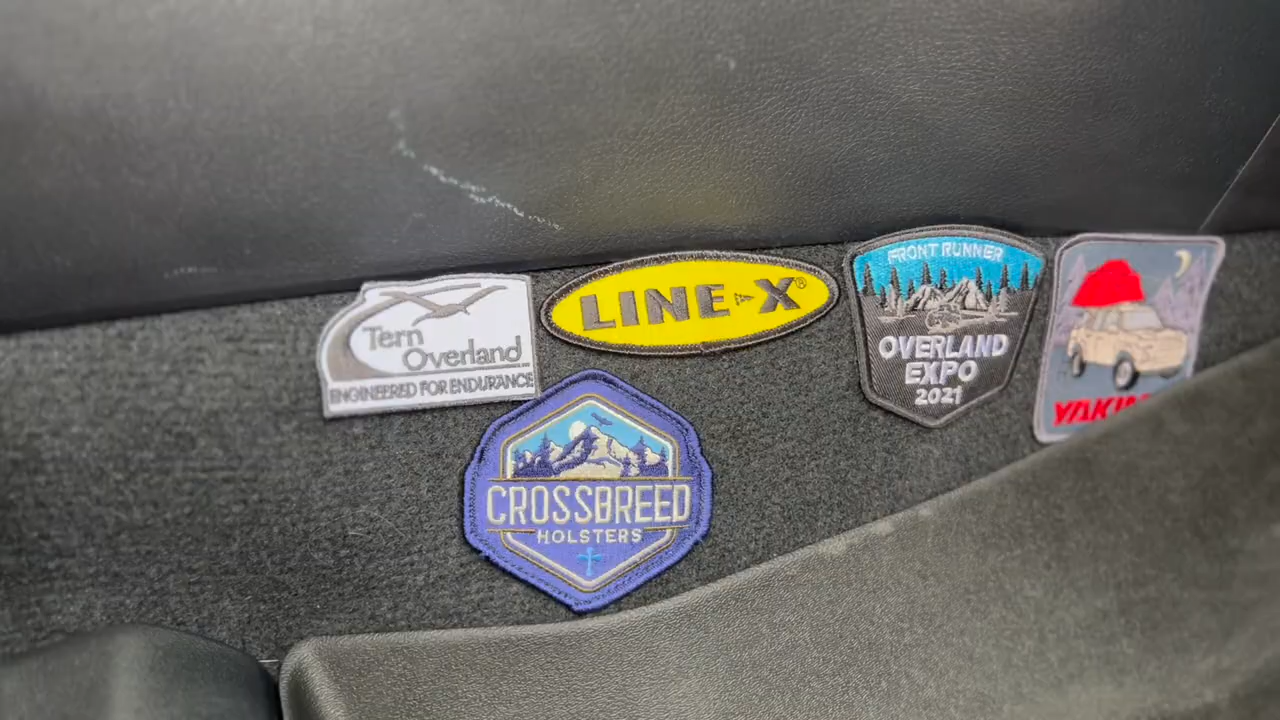 Tern
Overland
ENGINEERED FOR ENDURANCE
LINE-X®
FRONT RUNNER
OVERLAND
EXPO
2021
CROSSBREED
HOLSTERS